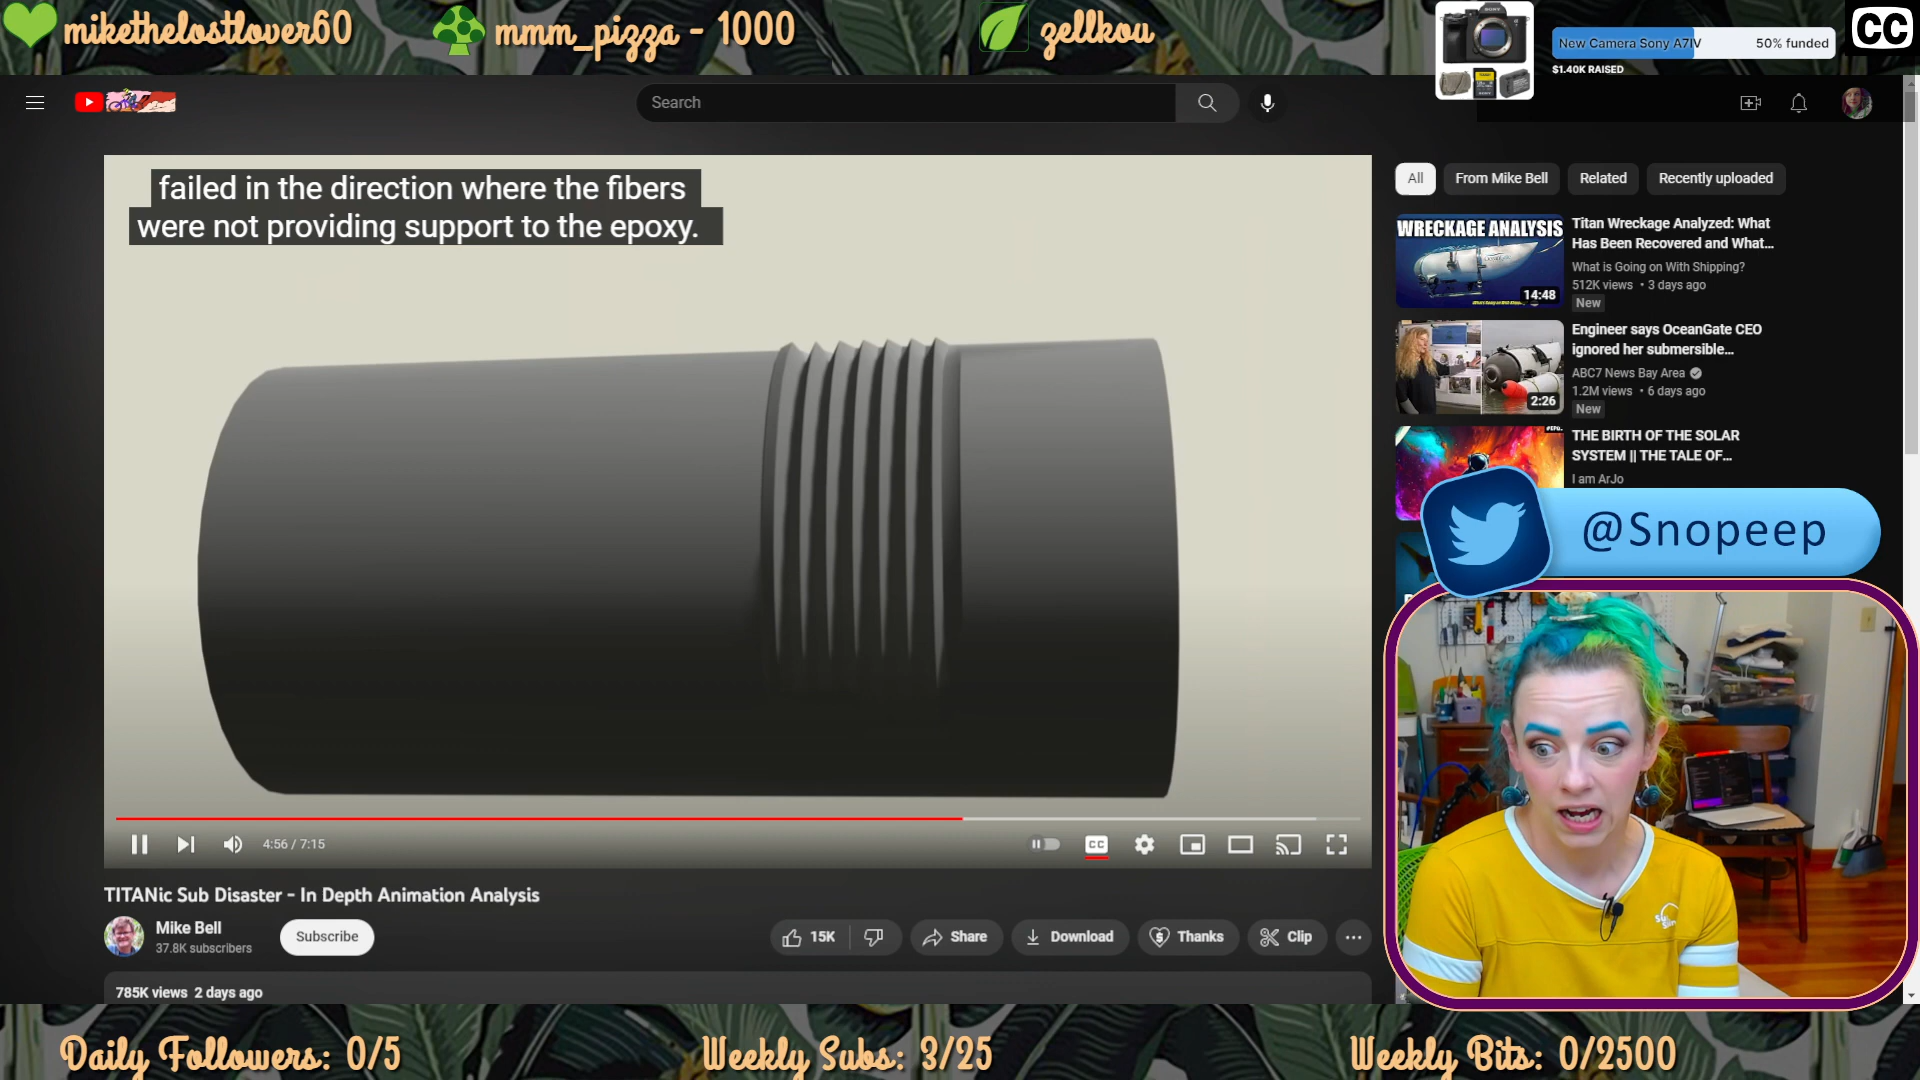 mikethelostlover60
mmm_pizza - 1000
zellkou
New Camera Sony A7IV 50% funded
$1.40K RAISED
CC
Search
failed in the direction where the fibers
were not providing support to the epoxy.
All
From Mike Bell
Related
Recently uploaded
WRECKAGE ANALYSIS
14:48
Titan Wreckage Analyzed: What
Has Been Recovered and What...
What is Going on With Shipping?
512K views • 3 days ago
New
2:26
Engineer says OceanGate CEO
ignored her submersible...
ABC7 News Bay Area
1.2M views • 6 days ago
New
THE BIRTH OF THE SOLAR
SYSTEM || THE TALE OF...
I am ArJo
@Snopeep
4:56 / 7:15
CC
TITANic Sub Disaster - In Depth Animation Analysis
Mike Bell
37.8K subscribers
Subscribe
15K
Share
Download
Thanks
Clip
785K views 2 days ago
Daily Followers: 0/5
Weekly Subs: 3/25
Weekly Bits: 0/2500